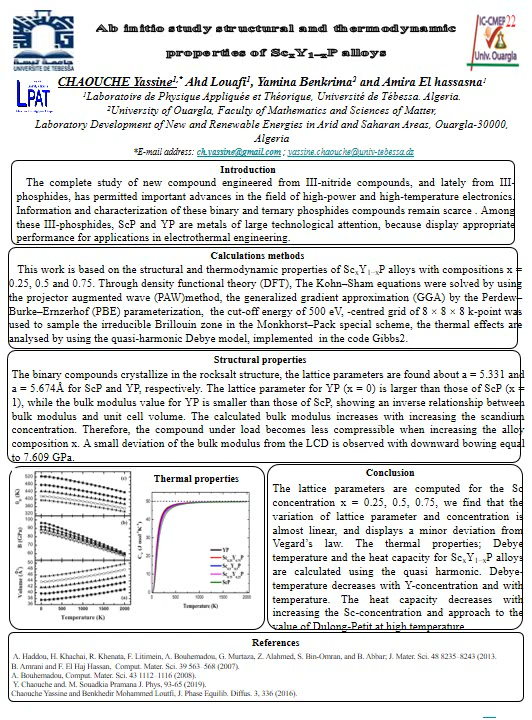 Ab initio study structural and thermodynamic
properties of ScxY1–xP alloys
IC-CMEP 22
Univ. Ouargla
UNIVERSITE DE TEBESSA
LPAT
CHAOUCHE Yassine1,* Ahd Louafi1, Yamina Benkrima2 and Amira El hassasna1
1Laboratoire de Physique Appliquée et Théorique, Université de Tébessa. Algeria.
2University of Ouargla, Faculty of Mathematics and Sciences of Matter,
Laboratory Development of New and Renewable Energies in Arid and Saharan Areas, Ouargla-30000,
Algeria
*E-mail address: ch.yassine@gmail.com ; yassine.chaouche@univ-tebessa.dz
Introduction
The complete study of new compound engineered from III-nitride compounds, and lately from III-
phosphides, has permitted important advances in the field of high-power and high-temperature electronics.
Information and characterization of these binary and ternary phosphides compounds remain scarce . Among
these III-phosphides, ScP and YP are metals of large technological attention, because display appropriate
performance for applications in electrothermal engineering.
Calculations methods
This work is based on the structural and thermodynamic properties of ScxY1–xP alloys with compositions x =
0.25, 0.5 and 0.75. Through density functional theory (DFT), The Kohn–Sham equations were solved by using
the projector augmented wave (PAW)method, the generalized gradient approximation (GGA) by the Perdew–
Burke–Ernzerhof (PBE) parameterization, the cut-off energy of 500 eV, -centred grid of 8 × 8 × 8 k-point was
used to sample the irreducible Brillouin zone in the Monkhorst–Pack special scheme, the thermal effects are
analysed by using the quasi-harmonic Debye model, implemented in the code Gibbs2.
Structural properties
The binary compounds crystallize in the rocksalt structure, the lattice parameters are found about a = 5.331 and
a = 5.674Å for ScP and YP, respectively. The lattice parameter for YP (x = 0) is larger than those of ScP (x =
1), while the bulk modulus value for YP is smaller than those of ScP, showing an inverse relationship between
bulk modulus and unit cell volume. The calculated bulk modulus increases with increasing the scandium
concentration. Therefore, the compound under load becomes less compressible when increasing the alloy
composition x. A small deviation of the bulk modulus from the LCD is observed with downward bowing equal
to 7.609 GPa.
Thermal properties
B (GPa)
Volume (Å3)
Temperature (K)
0 500 1000 1500 2000
(c)
(b)
(a)
YP
ScP
Temperature (K)
0 500 1000 1500 2000
Conclusion
The lattice parameters are computed for the Sc
concentration x = 0.25, 0.5, 0.75, we find that the
variation of lattice parameter and concentration is
almost linear, and displays a minor deviation from
Vegard’s law. The thermal properties; Debye
temperature and the heat capacity for ScxY1–xP alloys
are calculated using the quasi harmonic. Debye-
temperature decreases with Y-concentration and with
temperature. The heat capacity decreases with
increasing the Sc-concentration and approach to the
value of Dulong-Petit at high temperature.
References
A. Haddou, H. Khachai, R. Khenata, F. Litimein, A. Bouhemadou, G. Murtaza, Z. Alahmed, S. Bin-Omran, and B. Abbar; J. Mater. Sci. 48 8235–8243 (2013.
B. Amrani and F. El Haj Hassan, Comput. Mater. Sci. 39 563–568 (2007).
A. Bouhemadou, Comput. Mater. Sci. 43 1112–1116 (2008).
Y. Chaouche and M. Souadkia Pramana J. Phys, 93-65 (2019).
Chaouche Yassine and Benkhedir Mohammed Loutfi, J. Phase Equilib. Diffus. 3, 336 (2016).